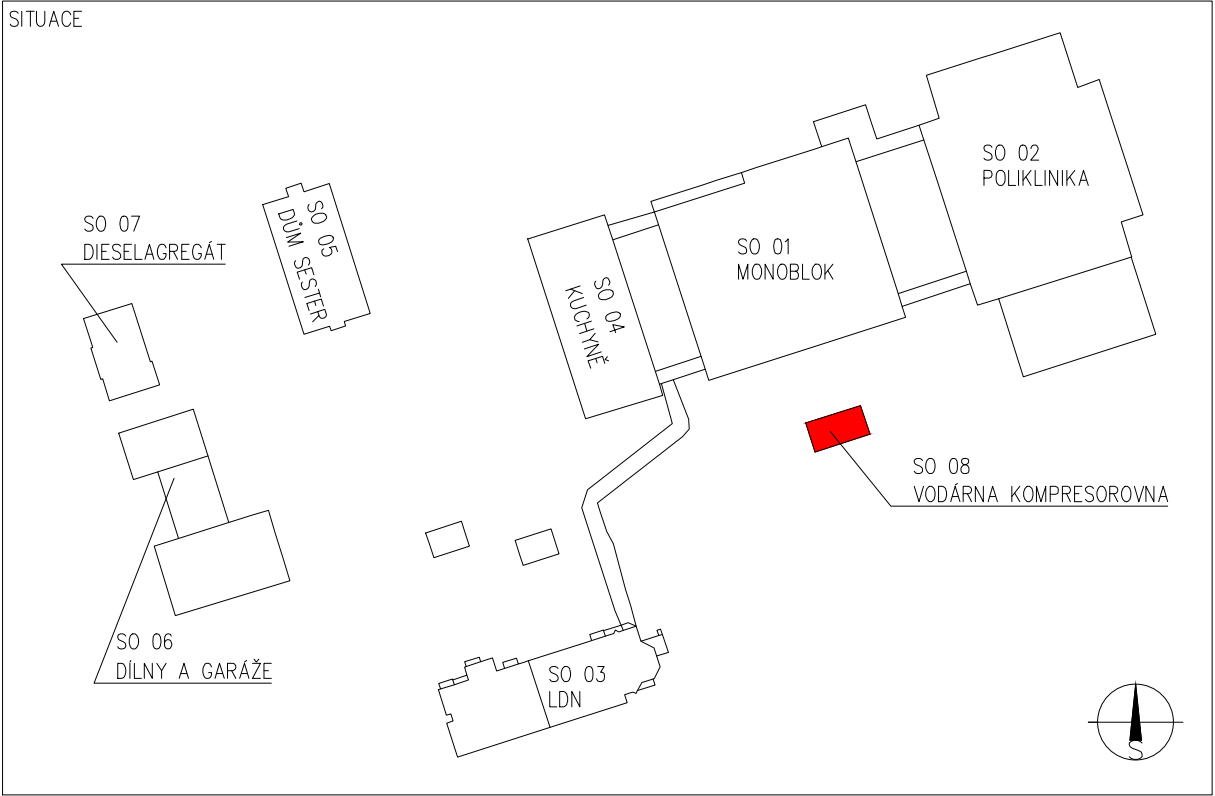 SITUACE
SO 02
POLIKLINIKA
SO 07
DIESELAGREGÁT
SO 05
DŮM SESTER
SO 01
MONOBLOK
SO 04
KUCHYNĚ
SO 08
VODÁRNA KOMPRESOROVNA
SO 06
DÍLNY A GARÁŽE
SO 03
LDN
S